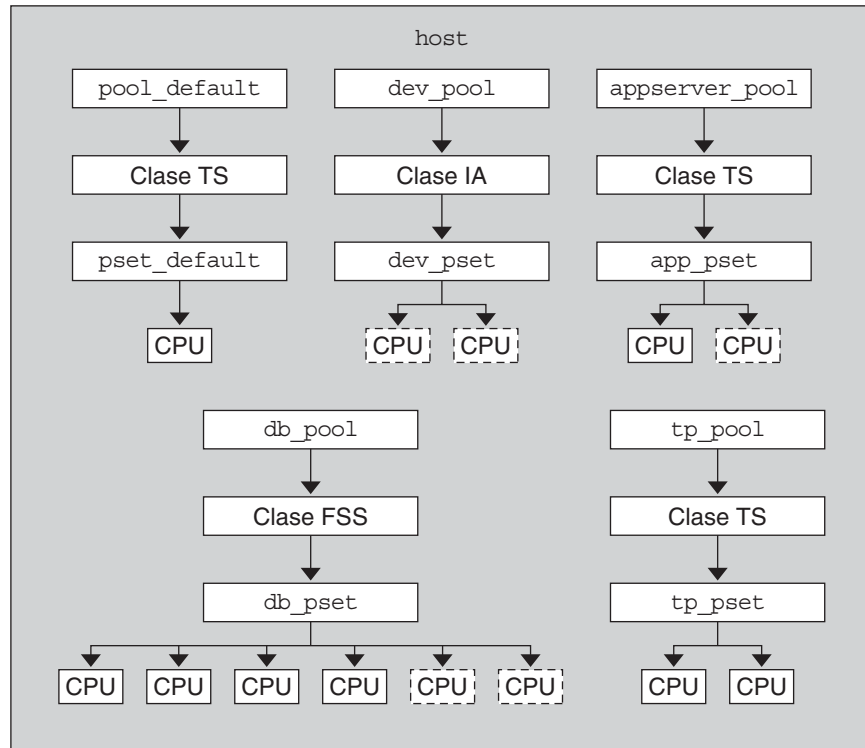 host
pool_default
dev_pool
appserver_pool
Clase TS
Clase IA
Clase TS
pset_default
dev_pset
app_pset
CPU
CPU
CPU
CPU
CPU
db_pool
tp_pool
Clase FSS
Clase TS
db_pset
tp_pset
CPU
CPU
CPU
CPU
CPU
CPU
CPU
CPU